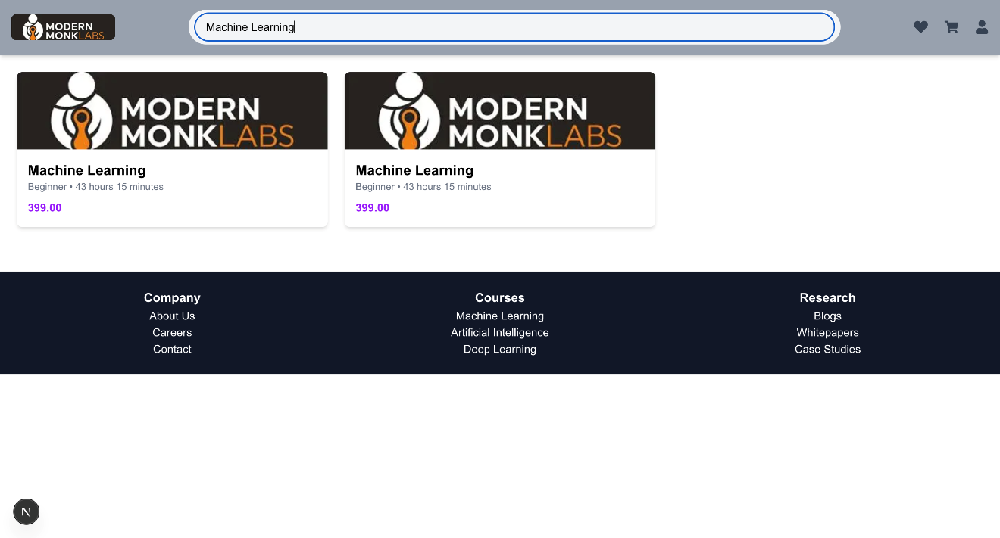 MODERN
MONKLABS
Machine Learning
MODERN
MONKLABS
Machine Learning
Beginner • 43 hours 15 minutes
399.00
MODERN
MONKLABS
Machine Learning
Beginner • 43 hours 15 minutes
399.00
Company
About Us
Careers
Contact
Courses
Machine Learning
Artificial Intelligence
Deep Learning
Research
Blogs
Whitepapers
Case Studies
N